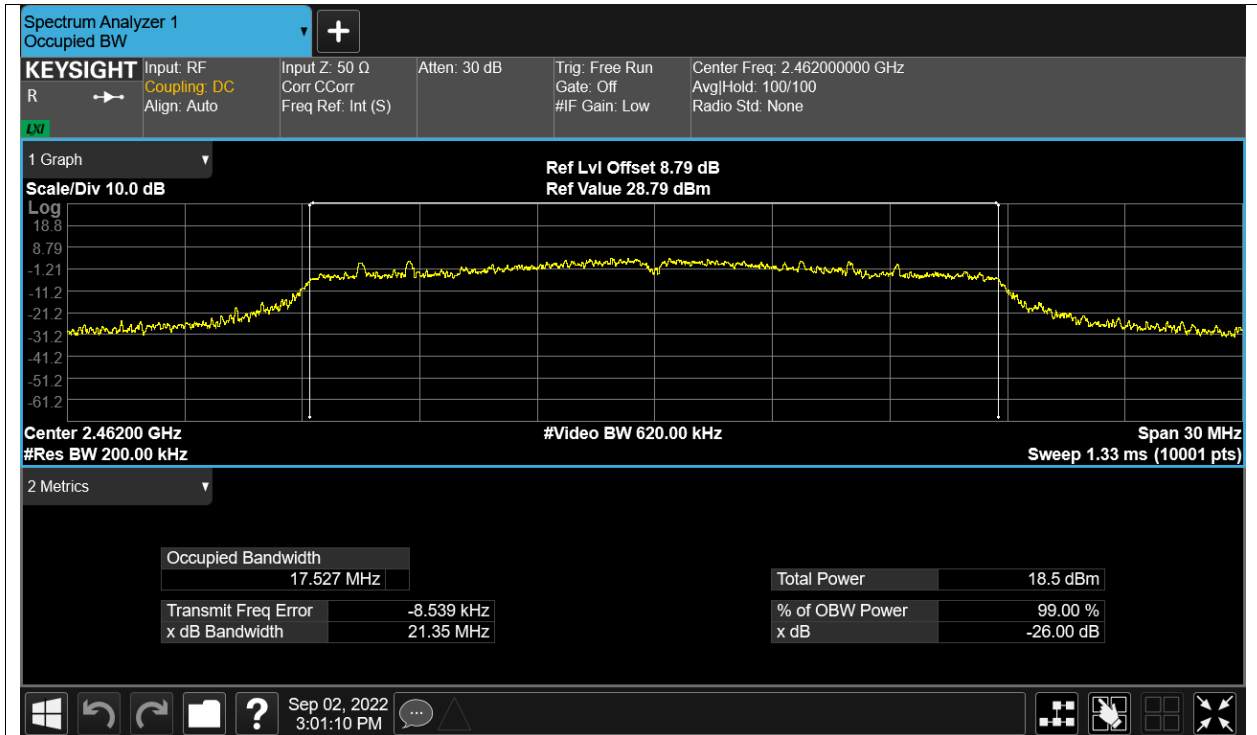 Spectrum Analyzer 1
Occupied BW
KEYSIGHT
R
LXI
Input: RF
Coupling: DC
Align: Auto
Input Z: 50 Ω
Corr CCorr
Freq Ref: Int (S)
Atten: 30 dB
Trig: Free Run
Gate: Off
#IF Gain: Low
Center Freq: 2.462000000 GHz
Avg|Hold: 100/100
Radio Std: None
1 Graph
Scale/Div 10.0 dB
Ref Lvl Offset 8.79 dB
Ref Value 28.79 dBm
Log
18.8
8.79
-1.21
-11.2
-21.2
-31.2
-41.2
-51.2
-61.2
Center 2.46200 GHz
#Res BW 200.00 kHz
#Video BW 620.00 kHz
Span 30 MHz
Sweep 1.33 ms (10001 pts)
2 Metrics
Occupied Bandwidth
17.527 MHz
Transmit Freq Error -8.539 kHz
x dB Bandwidth 21.35 MHz
Total Power 18.5 dBm
% of OBW Power 99.00 %
x dB -26.00 dB
?
Sep 02, 2022
3:01:10 PM